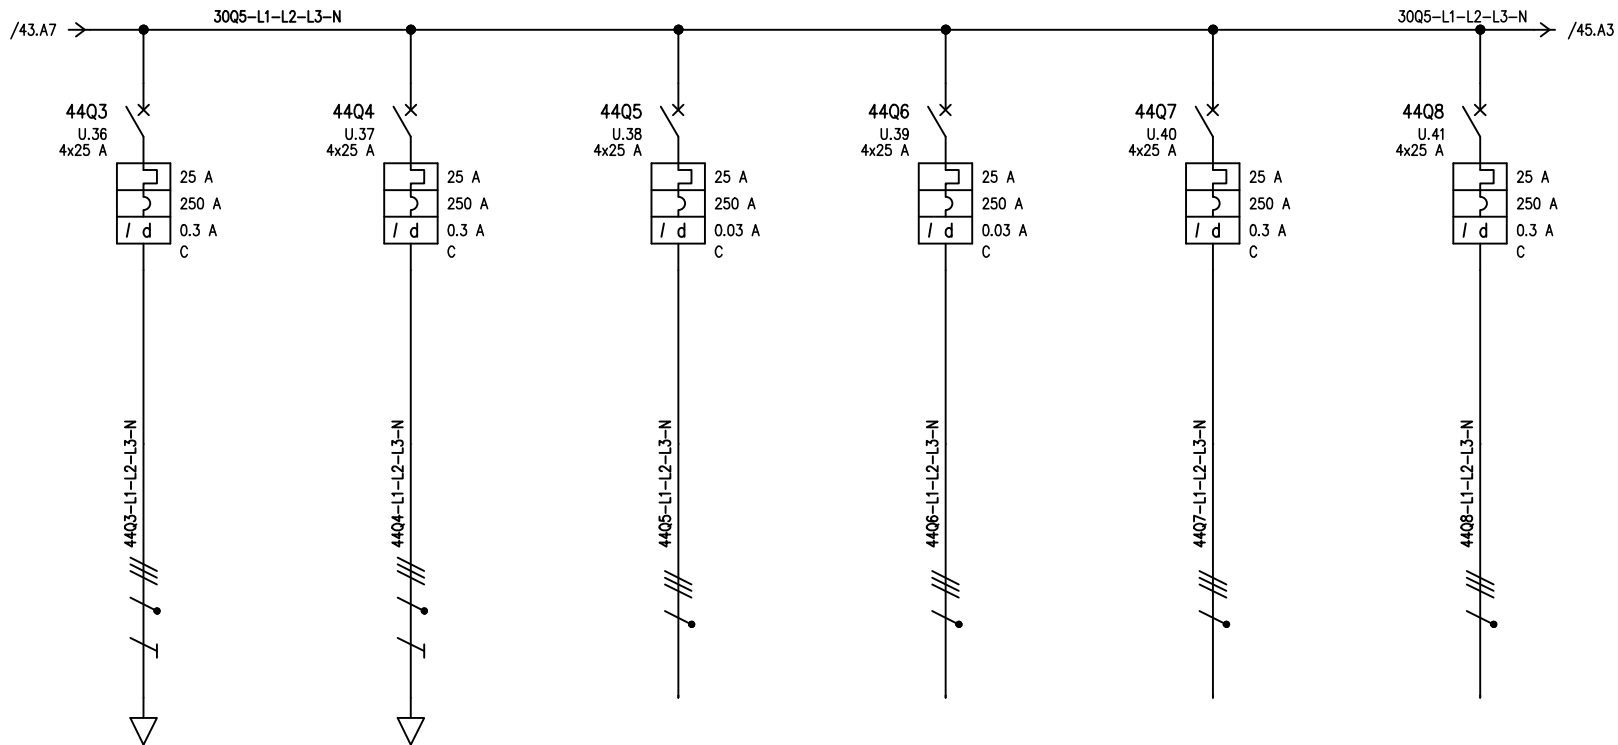 30Q5-L1-L2-L3-N
30Q5-L1-L2-L3-N
/43.A7
/45.A3
44Q3
U.36
4x25 A
25 A
250 A
I d
0.3 A
C
44Q3-L1-L2-L3-N
44Q4
U.37
4x25 A
25 A
250 A
I d
0.3 A
C
44Q4-L1-L2-L3-N
44Q5
U.38
4x25 A
25 A
250 A
I d
0.03 A
C
44Q5-L1-L2-L3-N
44Q6
U.39
4x25 A
25 A
250 A
I d
0.03 A
C
44Q6-L1-L2-L3-N
44Q7
U.40
4x25 A
25 A
250 A
I d
0.3 A
C
44Q7-L1-L2-L3-N
44Q8
U.41
4x25 A
25 A
250 A
I d
0.3 A
C
44Q8-L1-L2-L3-N